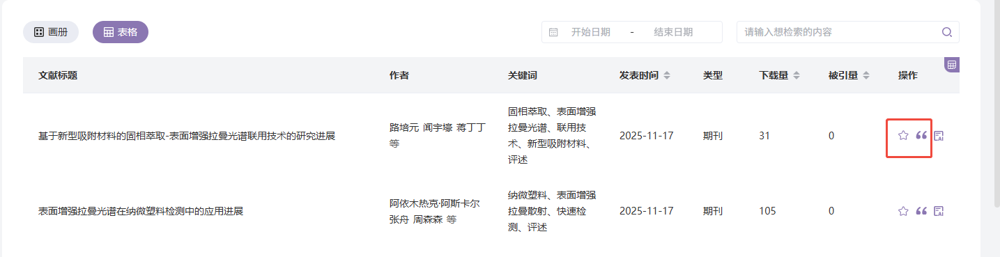 画册
表格
开始日期 - 结束日期
请输入想检索的内容
文献标题 作者 关键词 发表时间 类型 下载量 被引量 操作
基于新型吸附材料的固相萃取-表面增强拉曼光谱联用技术的研究进展
路培元 闻宇壕 蒋丁丁
等
固相萃取、表面增强
拉曼光谱、联用技
术、新型吸附材料、
评述
2025-11-17
期刊
31
0
AI
表面增强拉曼光谱在纳微塑料检测中的应用进展
阿依木热克·阿斯卡尔
张舟 周森森 等
纳微塑料、表面增强
拉曼散射、快速检
测、评述
2025-11-17
期刊
105
0
AI